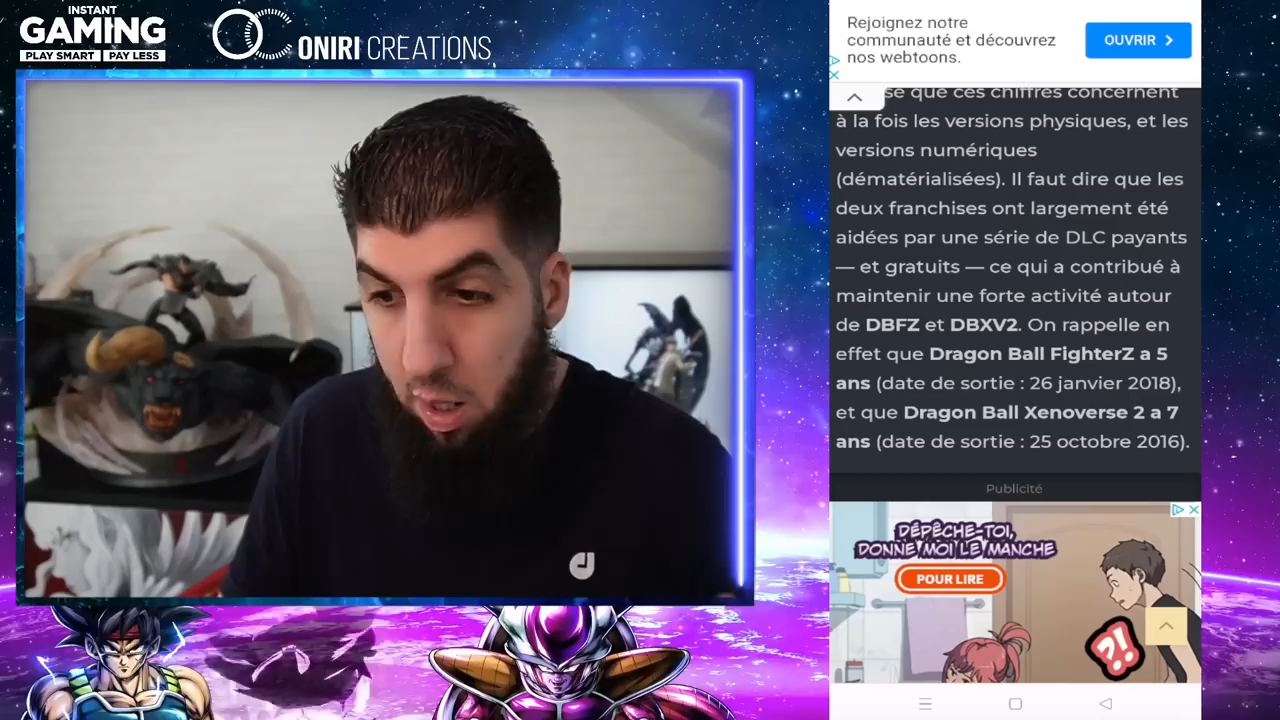 INSTANT
GAMING
PLAY SMART PAY LESS
ONIRI CREATIONS
Rejoignez notre
communauté et découvrez
nos webtoons.
OUVRIR
se que ces chiffres concernent
à la fois les versions physiques, et les
versions numériques
(dématérialisées). Il faut dire que les
deux franchises ont largement été
aidées par une série de DLC payants
— et gratuits — ce qui a contribué à
maintenir une forte activité autour
de DBFZ et DBXV2. On rappelle en
effet que Dragon Ball FighterZ a 5
ans (date de sortie : 26 janvier 2018),
et que Dragon Ball Xenoverse 2 a 7
ans (date de sortie : 25 octobre 2016).
Publicité
DÉPÊCHE-TOI,
DONNE MOI LE MANCHE
POUR LIRE
?!